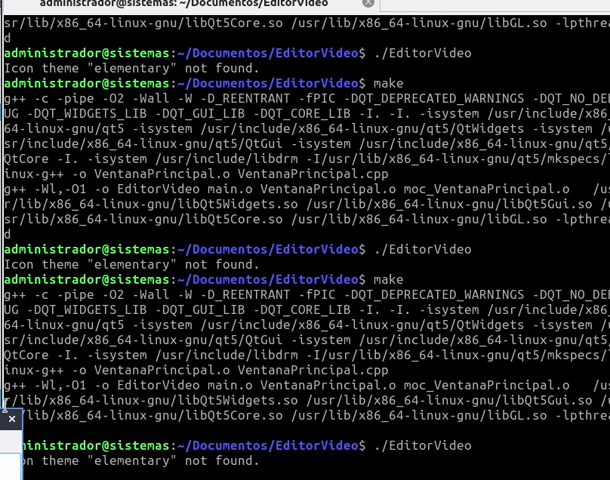 administrador@sistemas: ~/Documentos/EditorVideo
sr/lib/x86_64-linux-gnu/libQt5Core.so /usr/lib/x86_64-linux-gnu/libGL.so -lpthrea
d
administrador@sistemas:~/Documentos/EditorVideo$ ./EditorVideo
Icon theme "elementary" not found.
administrador@sistemas:~/Documentos/EditorVideo$ make
g++ -c -pipe -O2 -Wall -W -D_REENTRANT -fPIC -DQT_DEPRECATED_WARNINGS -DQT_NO_DEB
UG -DQT_WIDGETS_LIB -DQT_GUI_LIB -DQT_CORE_LIB -I. -I. -isystem /usr/include/x86_
64-linux-gnu/qt5 -isystem /usr/include/x86_64-linux-gnu/qt5/QtWidgets -isystem /u
sr/include/x86_64-linux-gnu/qt5/QtGui -isystem /usr/include/x86_64-linux-gnu/qt5/
QtCore -I. -isystem /usr/include/libdrm -I/usr/lib/x86_64-linux-gnu/qt5/mkspecs/l
inux-g++ -o VentanaPrincipal.o VentanaPrincipal.cpp
g++ -Wl,-O1 -o EditorVideo main.o VentanaPrincipal.o moc_VentanaPrincipal.o /us
r/lib/x86_64-linux-gnu/libQt5Widgets.so /usr/lib/x86_64-linux-gnu/libQt5Gui.so /u
sr/lib/x86_64-linux-gnu/libQt5Core.so /usr/lib/x86_64-linux-gnu/libGL.so -lpthrea
d
administrador@sistemas:~/Documentos/EditorVideo$ ./EditorVideo
Icon theme "elementary" not found.
administrador@sistemas:~/Documentos/EditorVideo$ make
g++ -c -pipe -O2 -Wall -W -D_REENTRANT -fPIC -DQT_DEPRECATED_WARNINGS -DQT_NO_DEB
UG -DQT_WIDGETS_LIB -DQT_GUI_LIB -DQT_CORE_LIB -I. -I. -isystem /usr/include/x86_
64-linux-gnu/qt5 -isystem /usr/include/x86_64-linux-gnu/qt5/QtWidgets -isystem /u
sr/include/x86_64-linux-gnu/qt5/QtGui -isystem /usr/include/x86_64-linux-gnu/qt5/
QtCore -I. -isystem /usr/include/libdrm -I/usr/lib/x86_64-linux-gnu/qt5/mkspecs/l
inux-g++ -o VentanaPrincipal.o VentanaPrincipal.cpp
g++ -Wl,-O1 -o EditorVideo main.o VentanaPrincipal.o moc_VentanaPrincipal.o /us
r/lib/x86_64-linux-gnu/libQt5Widgets.so /usr/lib/x86_64-linux-gnu/libQt5Gui.so /u
sr/lib/x86_64-linux-gnu/libQt5Core.so /usr/lib/x86_64-linux-gnu/libGL.so -lpthrea
ministrador@sistemas:~/Documentos/EditorVideo$ ./EditorVideo
on theme "elementary" not found.